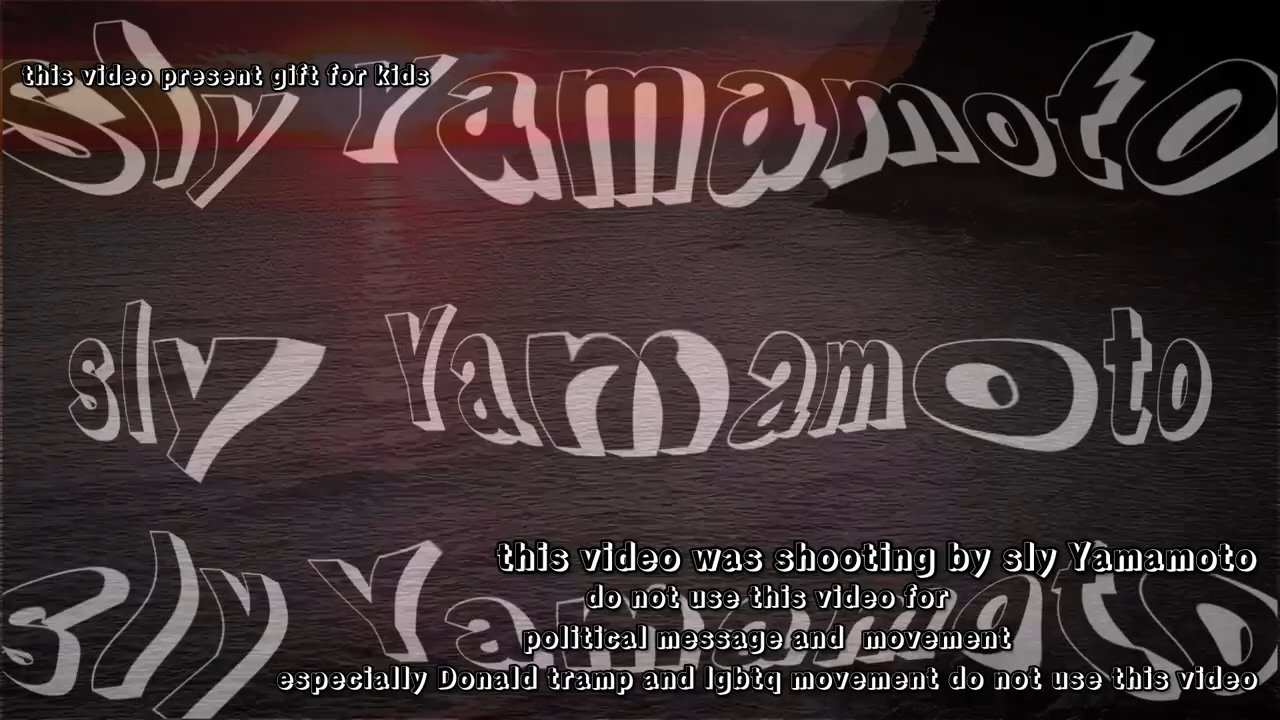 this video present gift for kids
sly Yamamoto
sly Yamamoto
sly Yamamoto
this video was shooting by sly Yamamoto
do not use this video for
political message and movement
especially Donald tramp and lgbtq movement do not use this video